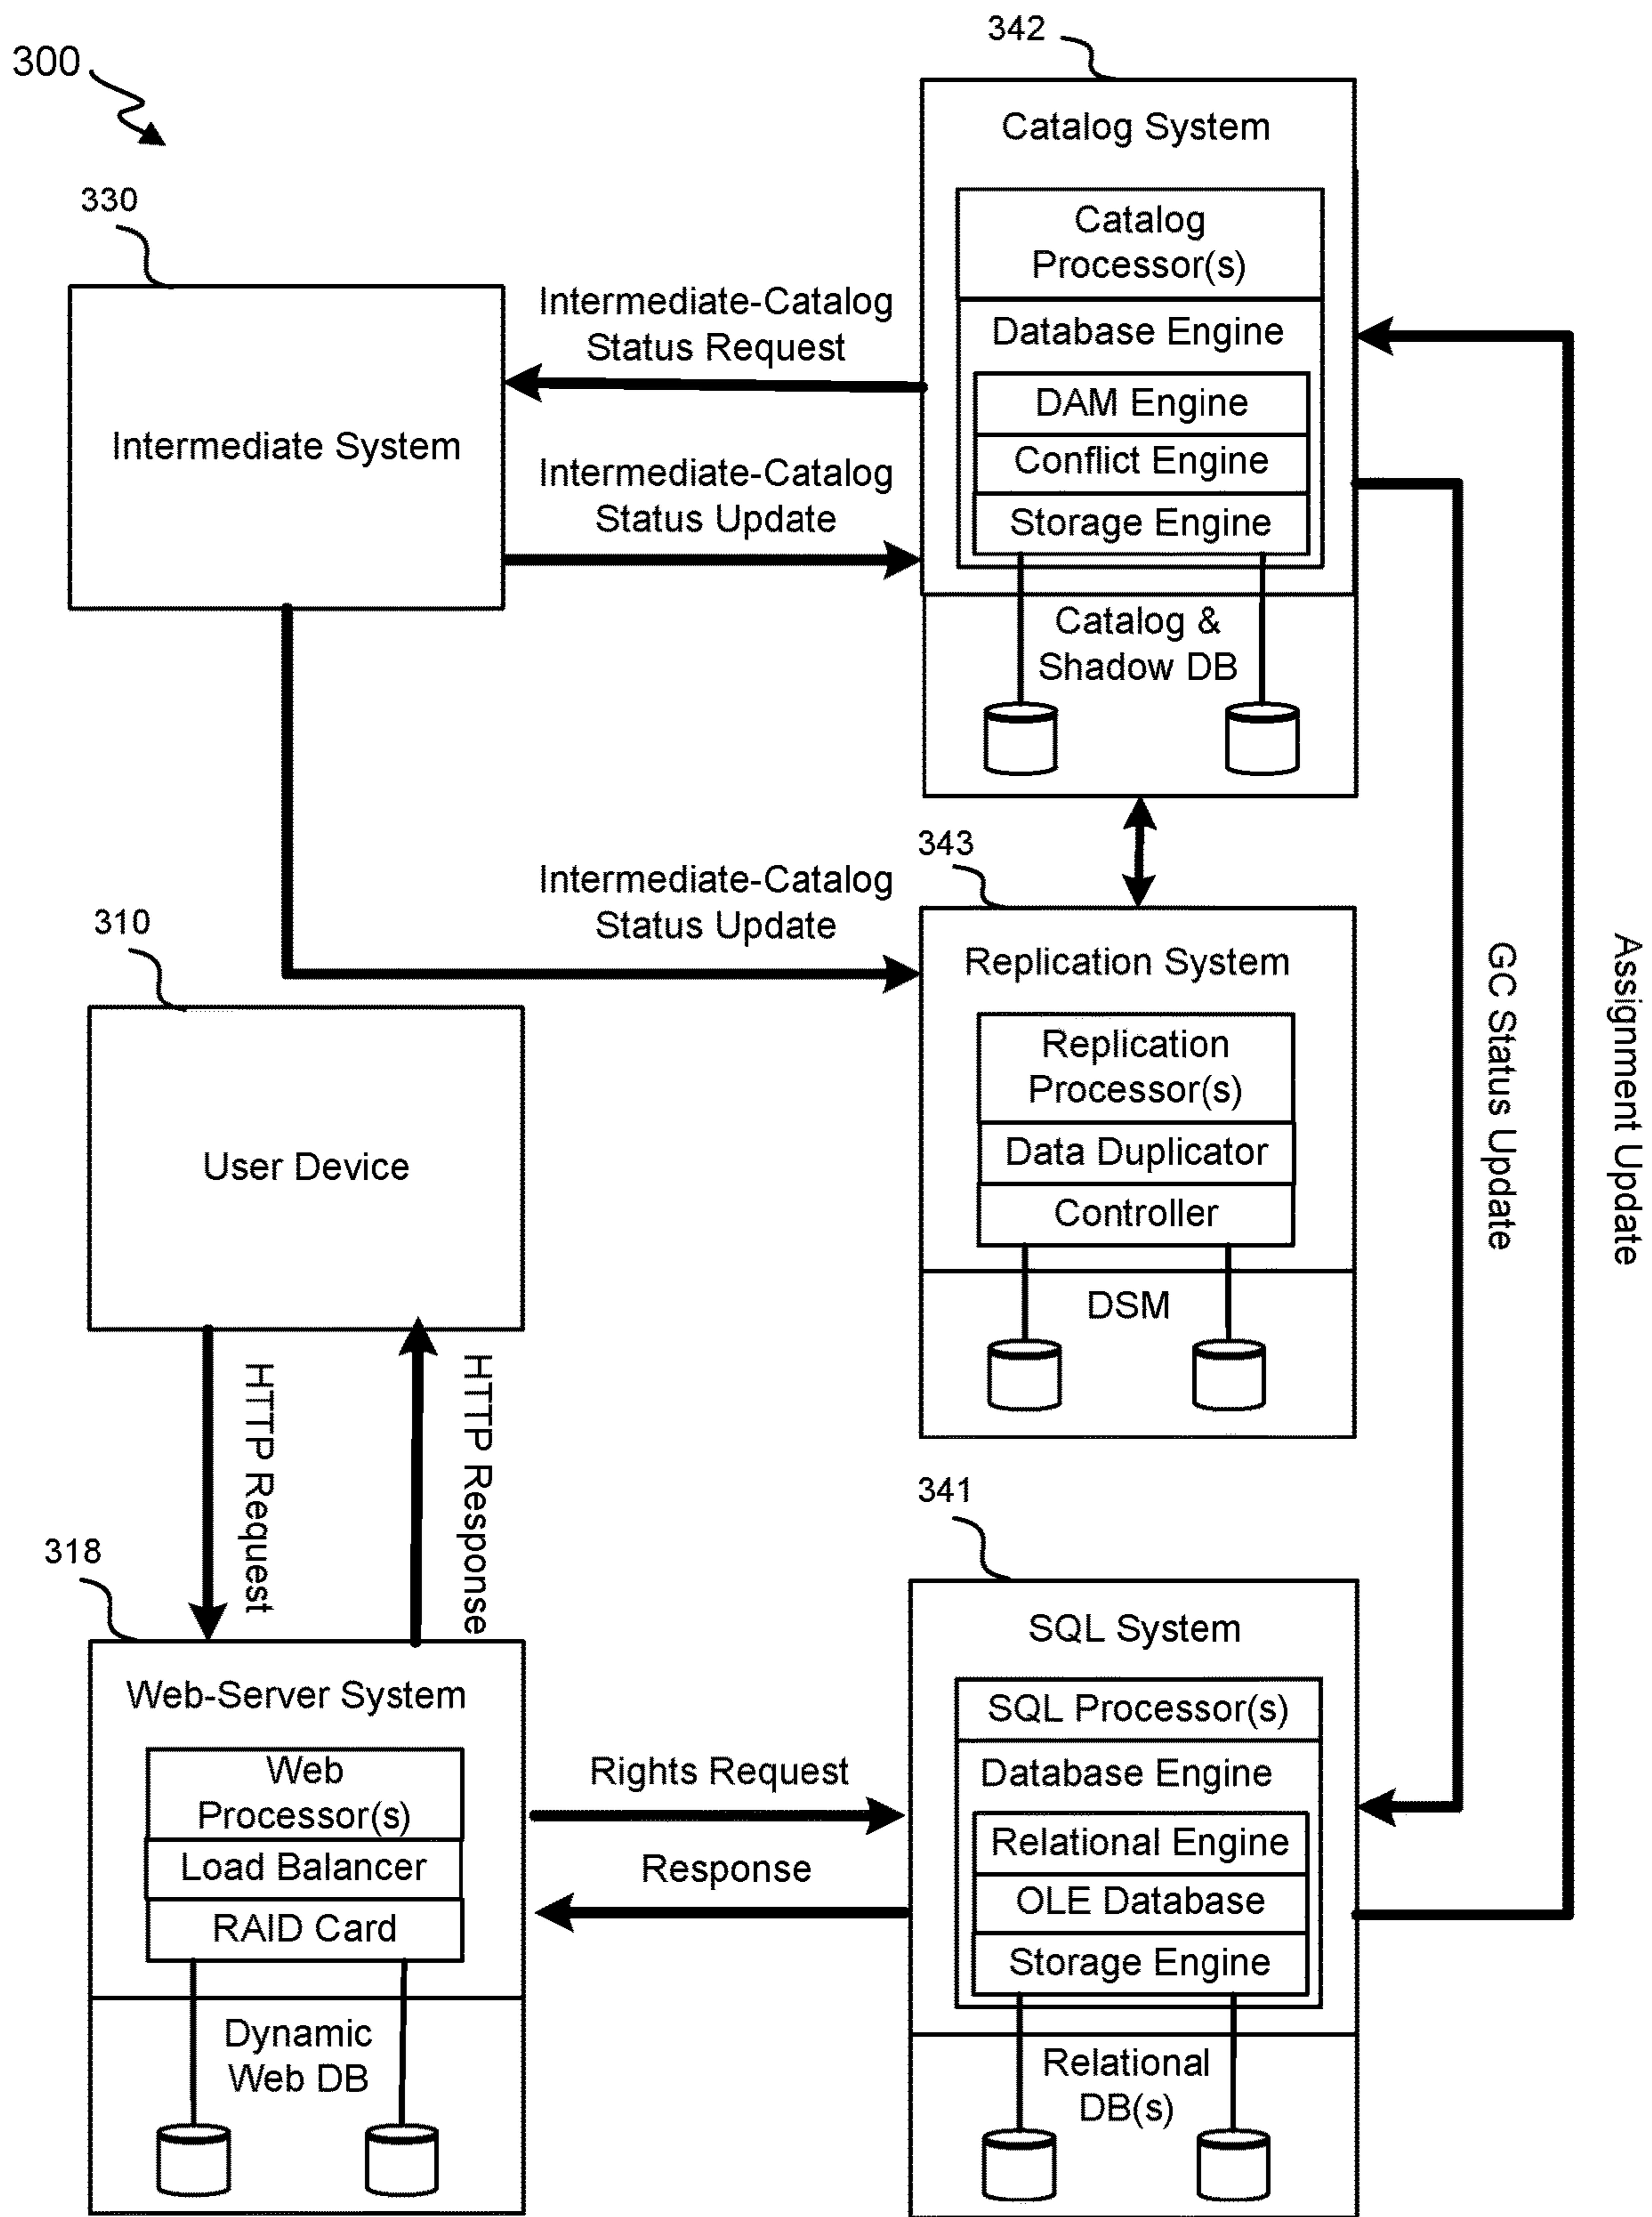 300
342
Catalog System
Catalog
Processor(s)
Database Engine
DAM Engine
Conflict Engine
Storage Engine
Catalog &
Shadow DB
330
Intermediate System
Intermediate-Catalog
Status Request
Intermediate-Catalog
Status Update
Intermediate-Catalog
Status Update
343
Replication System
Replication
Processor(s)
Data Duplicator
Controller
DSM
GC Status Update
Assignment Update
310
User Device
HTTP Request
HTTP Response
318
Web-Server System
Web
Processor(s)
Load Balancer
RAID Card
Dynamic
Web DB
Rights Request
Response
341
SQL System
SQL Processor(s)
Database Engine
Relational Engine
OLE Database
Storage Engine
Relational
DB(s)